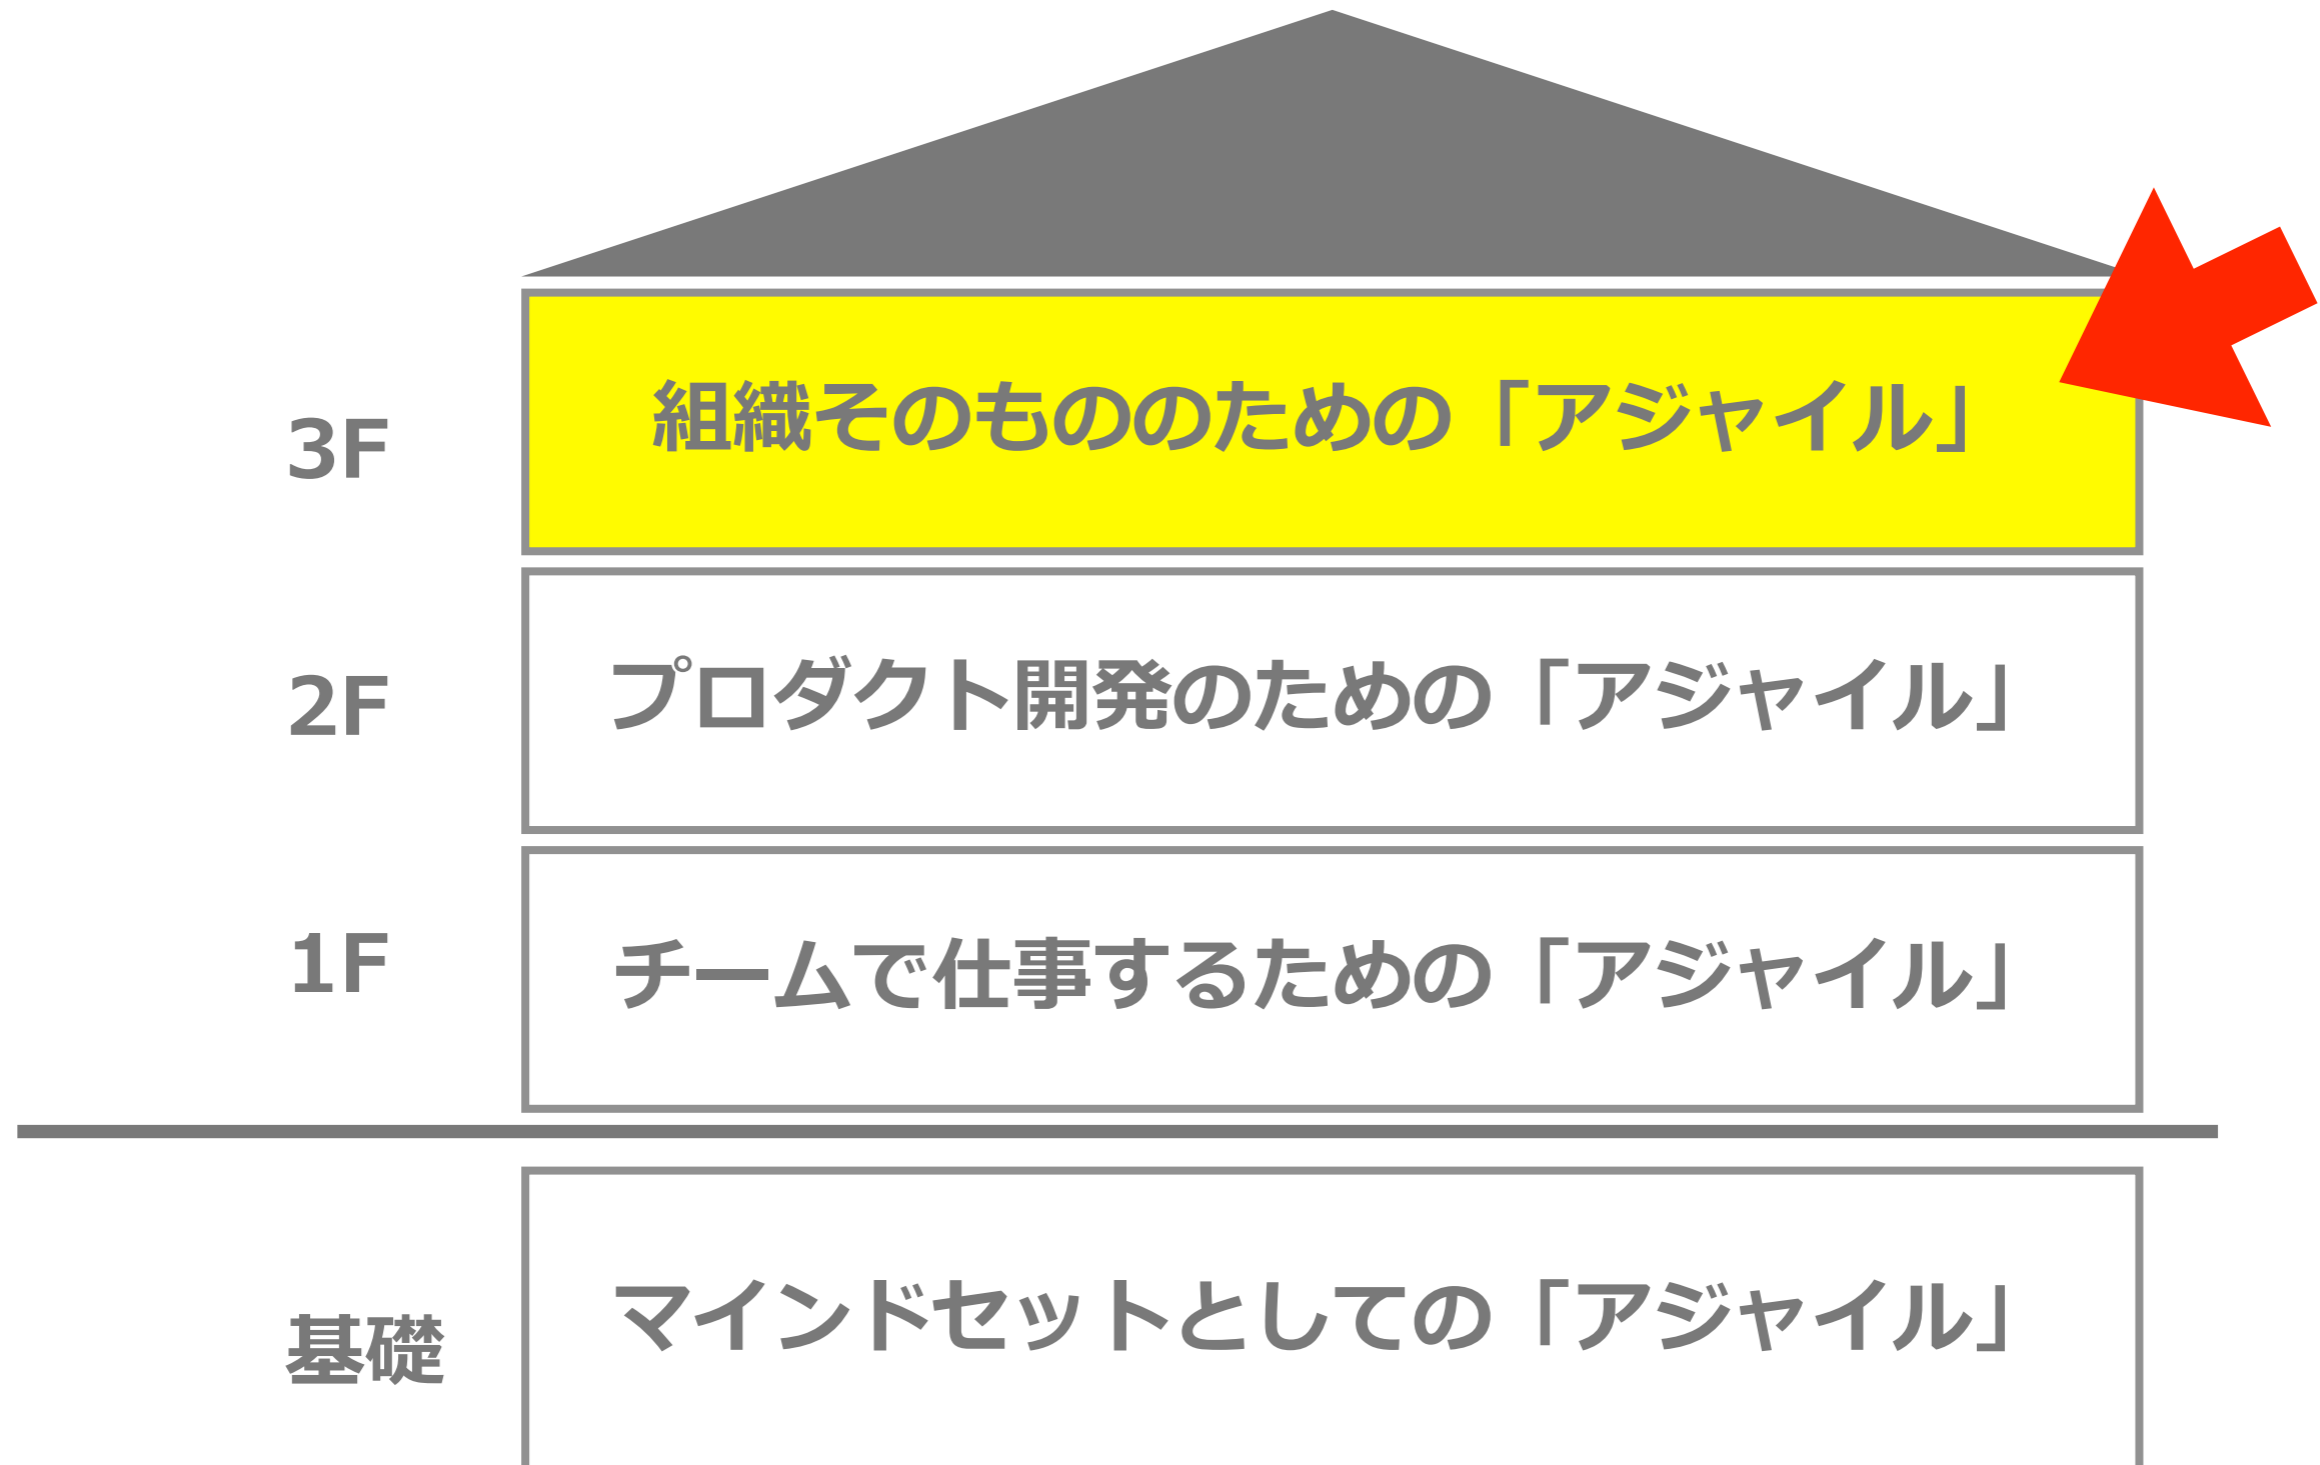 3F
組織そのもののための「アジャイル」
2F
プロダクト開発のための「アジャイル」
1F
チームで仕事するための「アジャイル」
基礎
マインドセットとしての「アジャイル」